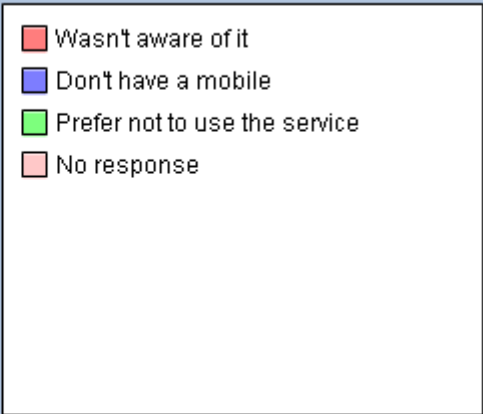 Wasn't aware of it
Don't have a mobile
Prefer not to use the service
No response